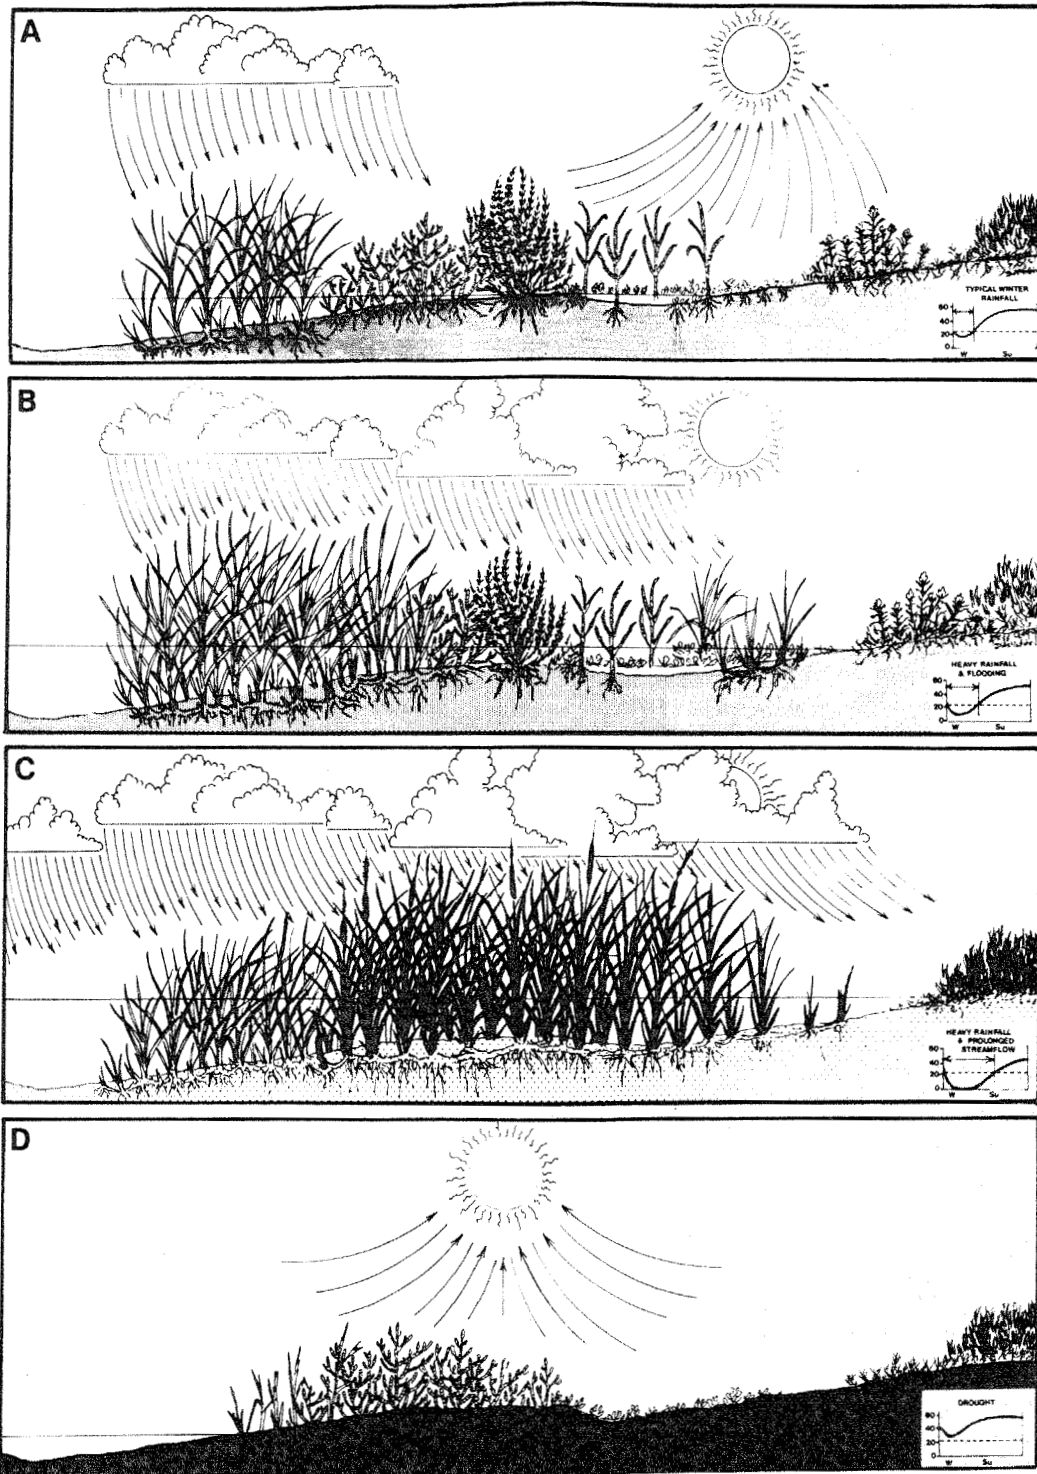 A
TYPICAL WINTER
RAINFALL
60
40
20
0
W Su
B
HEAVY RAINFALL
& FLOODING
60
40
20
0
W Su
C
HEAVY RAINFALL
& PROLONGED
STREAMFLOW
60
40
20
0
W Su
D
DROUGHT
60
40
20
0
W Su